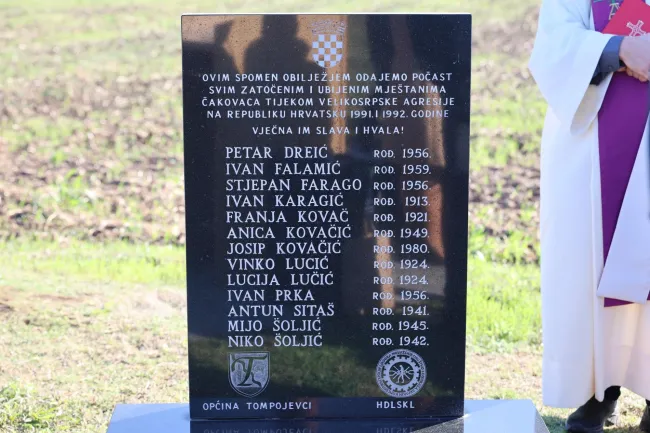 OVIM SPOMEN OBILJEŽJEM ODAJEMO POČAST
SVIM ZATOČENIM I UBIJENIM MJEŠTANIMA
ČAKOVACA TIJEKOM VELIKOSRPSKE AGRESIJE
NA REPUBLIKU HRVATSKU 1991. I 1992. GODINE
VJEČNA IM SLAVA I HVALA!
PETAR DREIĆ ROĐ. 1956.
IVAN FALAMIĆ ROĐ. 1959.
STJEPAN FARAGO ROĐ. 1956.
IVAN KARAGIĆ ROĐ. 1913.
FRANJA KOVAČ ROĐ. 1921.
ANICA KOVAČIĆ ROĐ. 1949.
JOSIP KOVAČIĆ ROĐ. 1980.
VINKO LUCIĆ ROĐ. 1924.
LUCIJA LUČIĆ ROĐ. 1924.
IVAN PRKA ROĐ. 1956.
ANTUN SITAŠ ROĐ. 1941.
MIJO ŠOLJIĆ ROĐ. 1945.
NIKO ŠOLJIĆ ROĐ. 1942.
OPĆINA TOMPOJEVCI HDLSKL